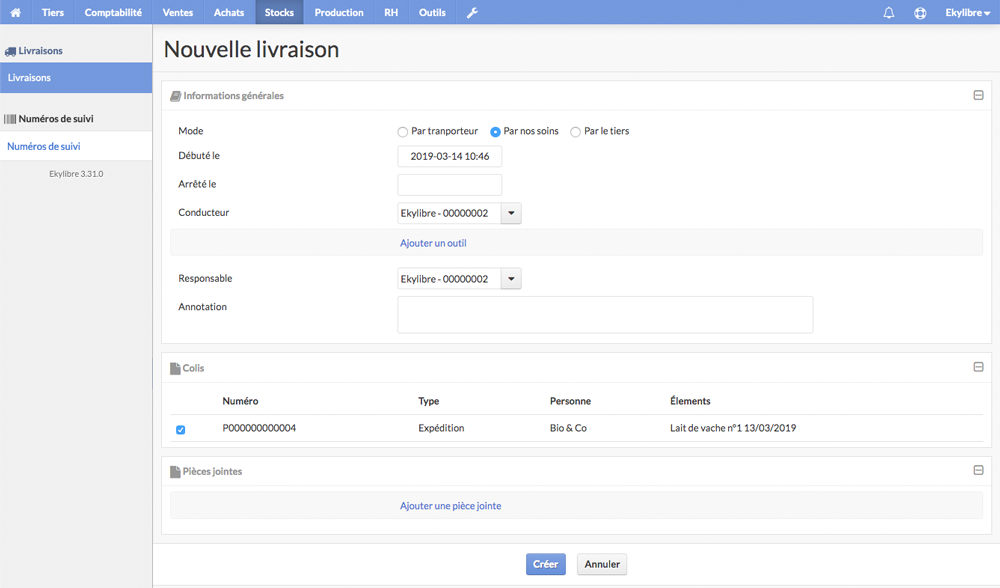 Tiers Comptabilité Ventes Achats Stocks Production RH Outils Ekylibre
Livraisons
Livraisons
Numéros de suivi
Numéros de suivi
Ekylibre 3.31.0
Nouvelle livraison
Informations générales
Mode Par tranporteur Par nos soins Par le tiers
Débuté le 2019-03-14 10:46
Arrêté le
Conducteur Ekylibre - 00000002
Ajouter un outil
Responsable Ekylibre - 00000002
Annotation
Colis
Numéro Type Personne Élements
P000000000004 Expédition Bio & Co Lait de vache n°1 13/03/2019
Pièces jointes
Ajouter une pièce jointe
Créer Annuler